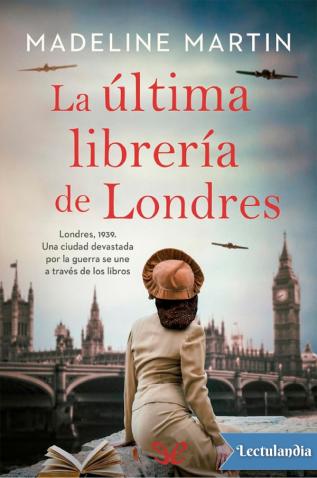 MADELINE MARTIN
La última
librería
de Londres
Londres, 1939.
Una ciudad devastada
por la guerra se une
a través de los libros
Lectulandia